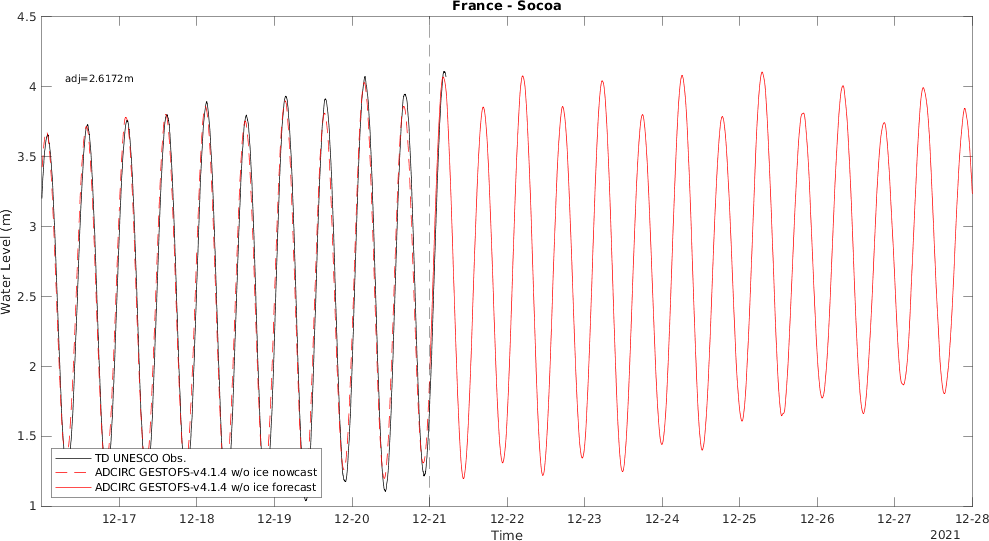 France - Socoa
4.5
4
3.5
3
2.5
2
1.5
1
Water Level (m)
adj=2.6172m
TD UNESCO Obs.
ADCIRC GESTOFS-v4.1.4 w/o ice nowcast
ADCIRC GESTOFS-v4.1.4 w/o ice forecast
12-17 12-18 12-19 12-20 12-21 12-22 12-23 12-24 12-25 12-26 12-27 12-28
Time
2021